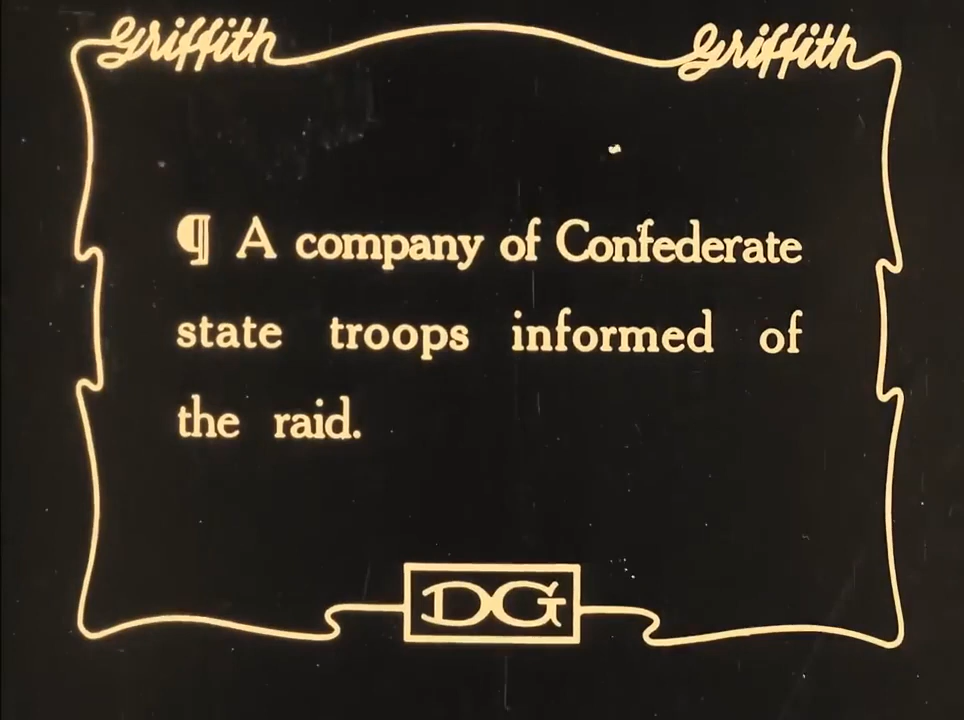 Griffith Griffith
¶ A company of Confederate
state troops informed of
the raid.
DG